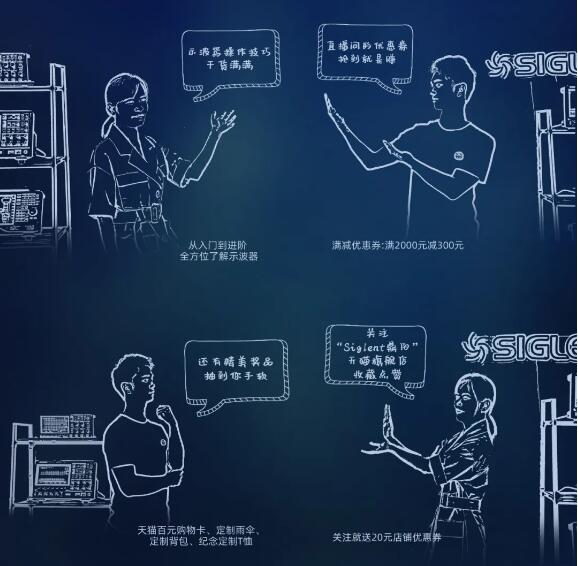 示波器操作技巧
干货满满
直播间的优惠券
抢到就是赚
SIGL
从入门到进阶
全方位了解示波器
满减优惠券:满2000元减300元
还有精美奖品
抽到你手软
关注
“Siglent鼎阳”
天猫旗舰店
收藏点赞
SIGLE
天猫百元购物卡、定制雨伞、
定制背包、纪念定制T恤
关注就送20元店铺优惠券